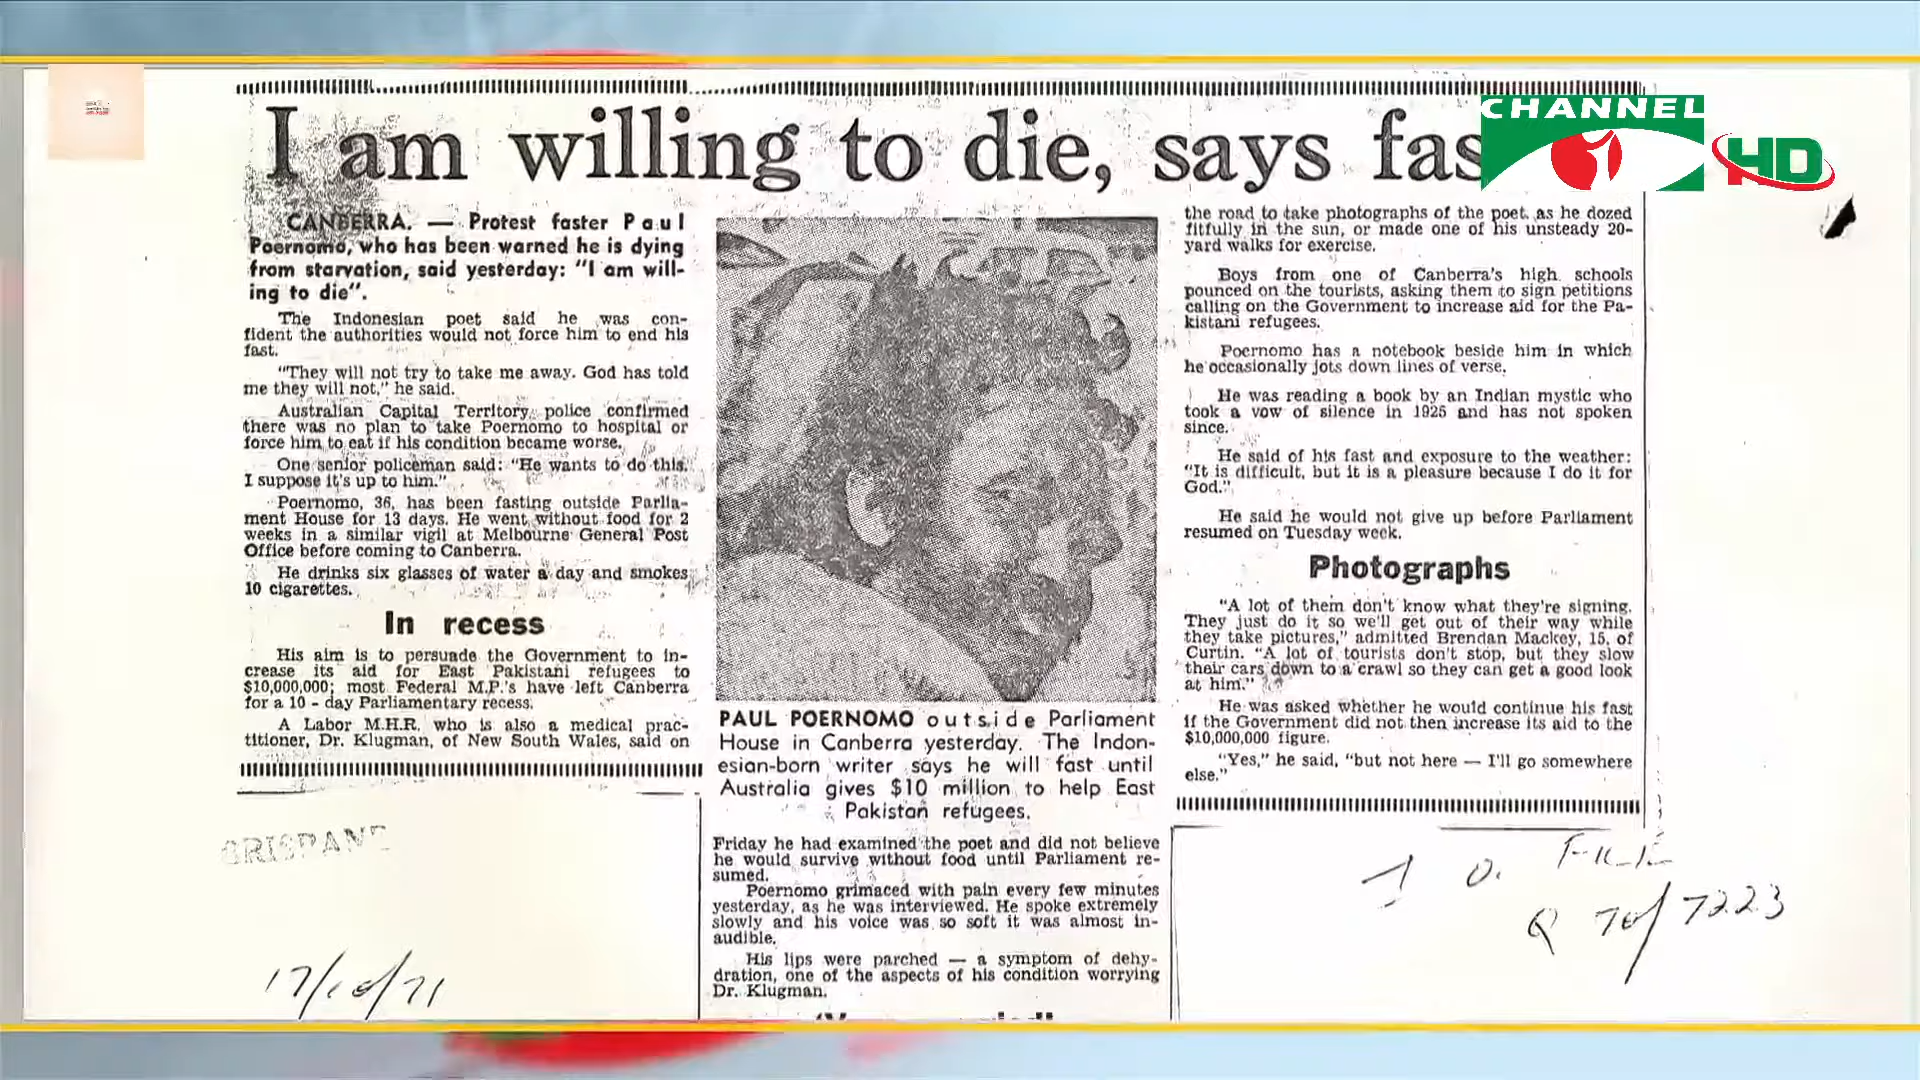 I am willing to die, says fas
CHANNEL
i
HD
CANBERRA. — Protest faster Paul
Poernomo, who has been warned he is dying
from starvation, said yesterday: "I am will-
ing to die".
The Indonesian poet said he was con-
fident the authorities would not force him to end his
fast.
"They will not try to take me away. God has told
me they will not," he said.
Australian Capital Territory police confirmed
there was no plan to take Poernomo to hospital or
force him to eat if his condition became worse.
One senior policeman said: "He wants to do this.
I suppose it's up to him."
Poernomo, 36, has been fasting outside Parlia-
ment House for 13 days. He went without food for 2
weeks in a similar vigil at Melbourne General Post
Office before coming to Canberra.
He drinks six glasses of water a day and smokes
10 cigarettes.
In recess
His aim is to persuade the Government to in-
crease its aid for East Pakistani refugees to
$10,000,000; most Federal M.P.'s have left Canberra
for a 10 - day Parliamentary recess.
A Labor M.H.R. who is also a medical prac-
titioner, Dr. Klugman, of New South Wales, said on
PAUL POERNOMO outside Parliament
House in Canberra yesterday. The Indon-
esian-born writer says he will fast until
Australia gives $10 million to help East
Pakistan refugees.
Friday he had examined the poet and did not believe
he would survive without food until Parliament re-
sumed.
Poernomo grimaced with pain every few minutes
yesterday, as he was interviewed. He spoke extremely
slowly and his voice was so soft it was almost in-
audible.
His lips were parched — a symptom of dehy-
dration, one of the aspects of his condition worrying
Dr. Klugman.
the road to take photographs of the poet, as he dozed
fitfully in the sun, or made one of his unsteady 20-
yard walks for exercise.
Boys from one of Canberra's high schools
pounced on the tourists, asking them to sign petitions
calling on the Government to increase aid for the Pa-
kistani refugees.
Poernomo has a notebook beside him in which
he occasionally jots down lines of verse.
He was reading a book by an Indian mystic who
took a vow of silence in 1925 and has not spoken
since.
He said of his fast and exposure to the weather:
"It is difficult, but it is a pleasure because I do it for
God."
He said he would not give up before Parliament
resumed on Tuesday week.
Photographs
"A lot of them don't know what they're signing.
They just do it so we'll get out of their way while
they take pictures," admitted Brendan Mackey, 15, of
Curtin. "A lot of tourists don't stop, but they slow
their cars down to a crawl so they can get a good look
at him."
He was asked whether he would continue his fast
if the Government did not then increase its aid to the
$10,000,000 figure.
"Yes," he said, "but not here — I'll go somewhere
else."
BRISBANE
17/10/71
FILE
Q 70/7223